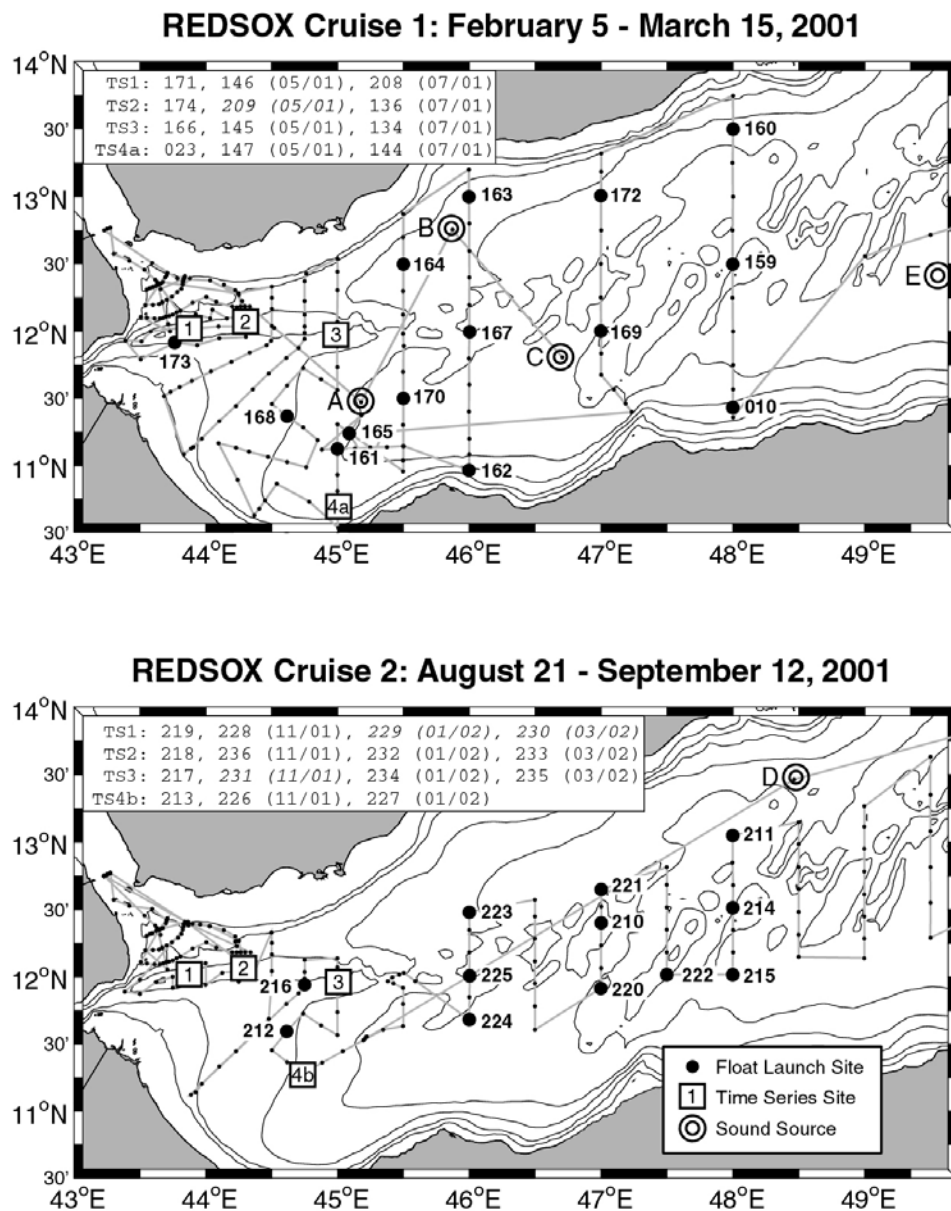 REDSOX Cruise 1: February 5 - March 15, 2001
14°N
TS1: 171, 146 (05/01), 208 (07/01)
TS2: 174, 209 (05/01), 136 (07/01)
TS3: 166, 145 (05/01), 134 (07/01)
TS4a: 023, 147 (05/01), 144 (07/01)
30'
160
13°N
163
172
B
30'
164
159
E
12°N
1
2
3
167
169
173
C
30'
A
170
010
168
165
11°N
161
162
4a
30'
43°E
44°E
45°E
46°E
47°E
48°E
49°E
REDSOX Cruise 2: August 21 - September 12, 2001
14°N
TS1: 219, 228 (11/01), 229 (01/02), 230 (03/02)
TS2: 218, 236 (11/01), 232 (01/02), 233 (03/02)
TS3: 217, 231 (11/01), 234 (01/02), 235 (03/02)
TS4b: 213, 226 (11/01), 227 (01/02)
30'
D
13°N
211
221
30'
223
210
214
12°N
1
2
3
216
225
222
215
220
224
212
30'
4b
Float Launch Site
1 Time Series Site
Sound Source
11°N
30'
43°E
44°E
45°E
46°E
47°E
48°E
49°E